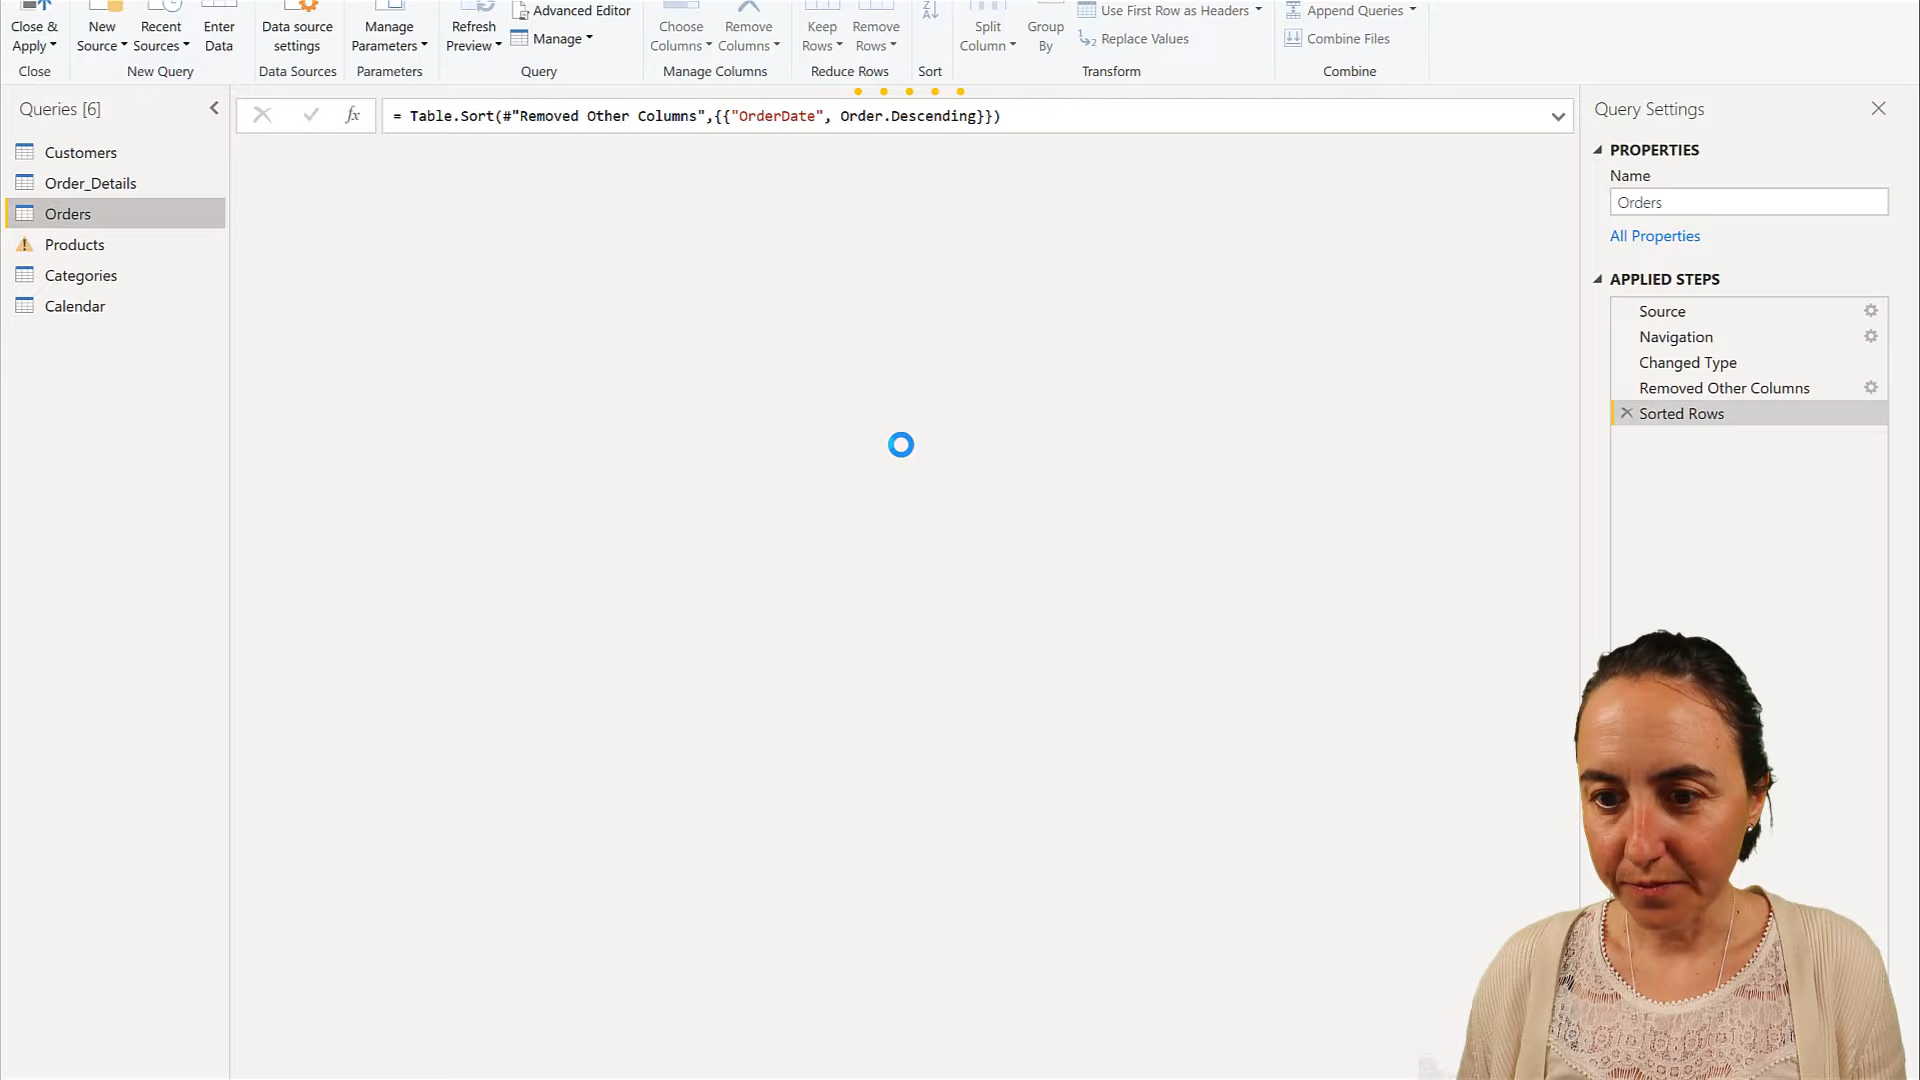 Close & Apply
New Source
Recent Sources
Enter Data
Data source settings
Manage Parameters
Refresh Preview
Advanced Editor
Manage
Choose Columns
Remove Columns
Keep Rows
Remove Rows
Split Column
Group By
Use First Row as Headers
Replace Values
Append Queries
Combine Files
Close
New Query
Data Sources
Parameters
Query
Manage Columns
Reduce Rows
Sort
Transform
Combine
Queries [6]
fx
= Table.Sort(#"Removed Other Columns",{{"OrderDate", Order.Descending}})
Customers
Order_Details
Orders
Products
Categories
Calendar
Query Settings
PROPERTIES
Name
Orders
All Properties
APPLIED STEPS
Source
Navigation
Changed Type
Removed Other Columns
Sorted Rows